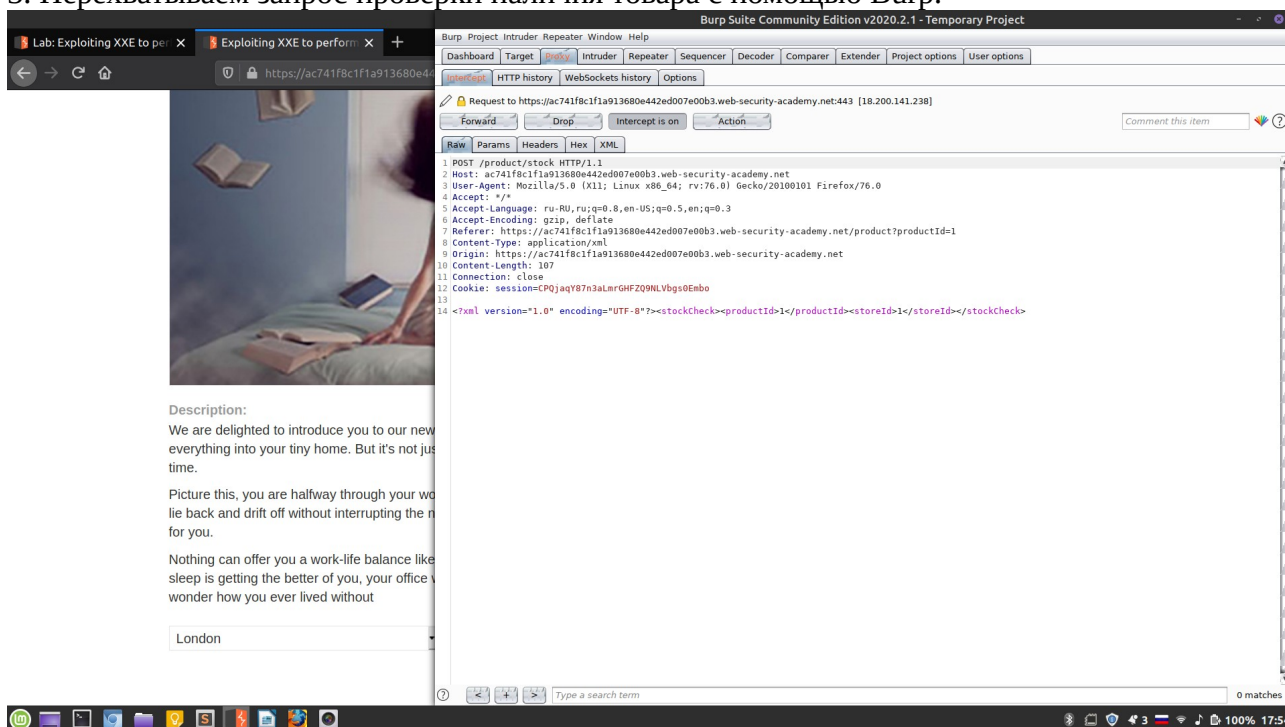 3. Перехватываем запрос проверки наличия товара с помощью Burp.
Burp Suite Community Edition v2020.2.1 - Temporary Project
Lab: Exploiting XXE to per
Exploiting XXE to perform
Burp Project Intruder Repeater Window Help
Dashboard Target Proxy Intruder Repeater Sequencer Decoder Comparer Extender Project options User options
https://ac741f8c1f1a913680e44
Intercept HTTP history WebSockets history Options
Request to https://ac741f8c1f1a913680e442ed007e00b3.web-security-academy.net:443 [18.200.141.238]
Forward Drop Intercept is on Action Comment this item
Raw Params Headers Hex XML
1 POST /product/stock HTTP/1.1
2 Host: ac741f8c1f1a913680e442ed007e00b3.web-security-academy.net
3 User-Agent: Mozilla/5.0 (X11; Linux x86_64; rv:76.0) Gecko/20100101 Firefox/76.0
4 Accept: */*
5 Accept-Language: ru-RU,ru;q=0.8,en-US;q=0.5,en;q=0.3
6 Accept-Encoding: gzip, deflate
7 Referer: https://ac741f8c1f1a913680e442ed007e00b3.web-security-academy.net/product?productId=1
8 Content-Type: application/xml
9 Origin: https://ac741f8c1f1a913680e442ed007e00b3.web-security-academy.net
10 Content-Length: 107
11 Connection: close
12 Cookie: session=CPQjaqY87n3aLmrGHFZQ9NLVbgs0Embo
13
14 <?xml version="1.0" encoding="UTF-8"?><stockCheck><productId>1</productId><storeId>1</storeId></stockCheck>
Description:
We are delighted to introduce you to our new
everything into your tiny home. But it's not jus
time.
Picture this, you are halfway through your wo
lie back and drift off without interrupting the n
for you.
Nothing can offer you a work-life balance like
sleep is getting the better of you, your office
wonder how you ever lived without
London
? < + > Type a search term 0 matches
3 100% 17:5